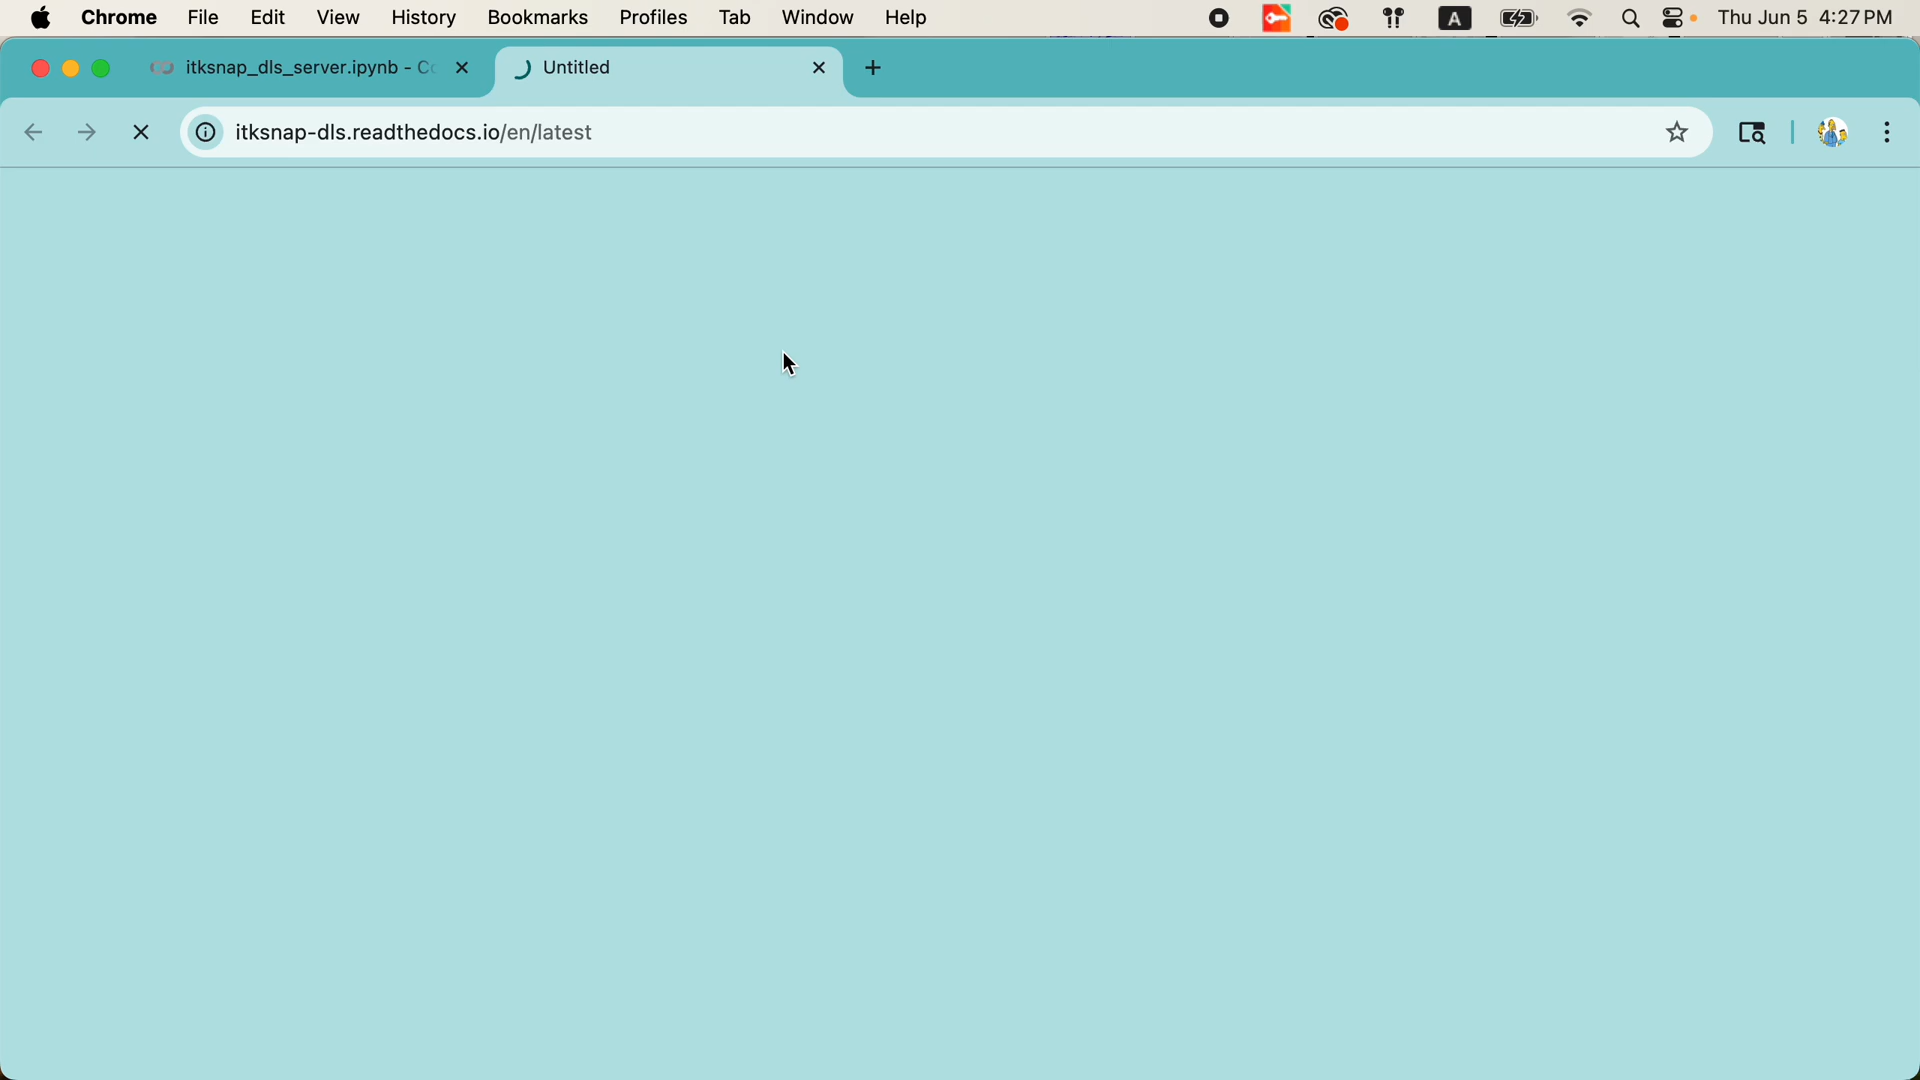 Chrome File Edit View History Bookmarks Profiles Tab Window Help A Thu Jun 5 4:27 PM
itksnap_dls_server.ipynb - Co Untitled
itksnap-dls.readthedocs.io/en/latest